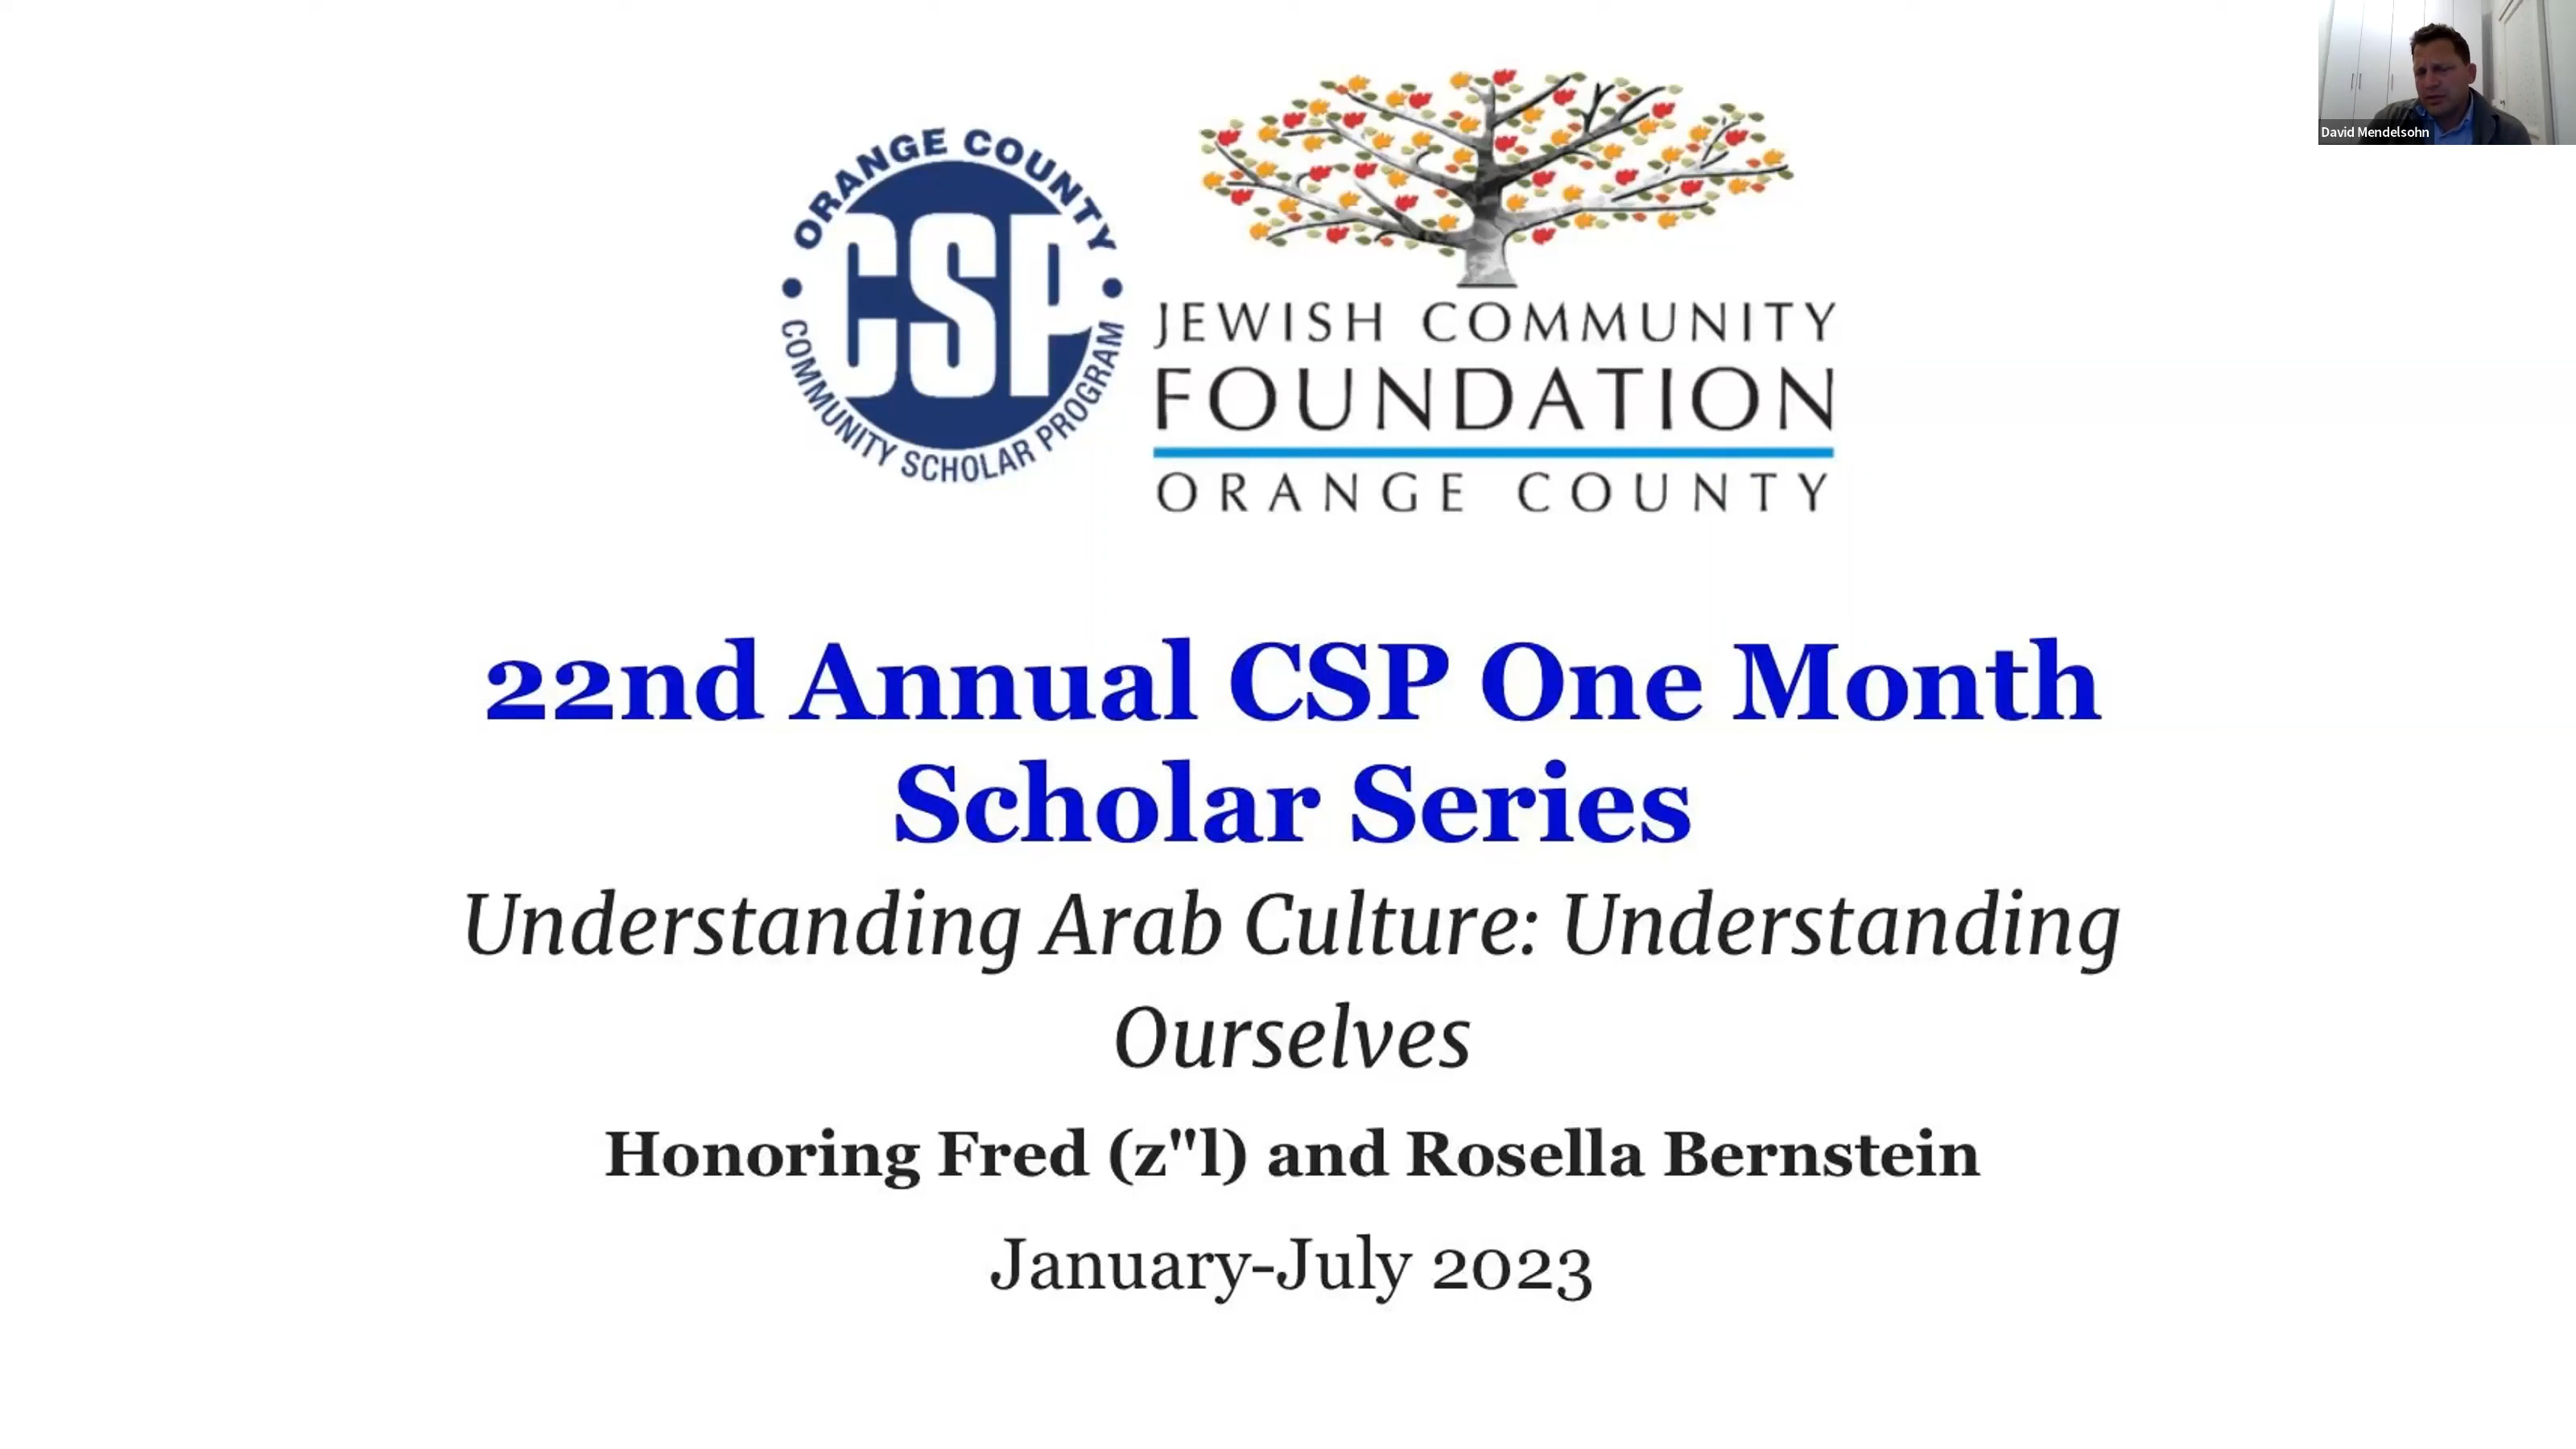 ORANGE COUNTY
CSP
COMMUNITY SCHOLAR PROGRAM
JEWISH COMMUNITY
FOUNDATION
ORANGE COUNTY
David Mendelsohn
22nd Annual CSP One Month
Scholar Series
Understanding Arab Culture: Understanding
Ourselves
Honoring Fred (z"l) and Rosella Bernstein
January-July 2023